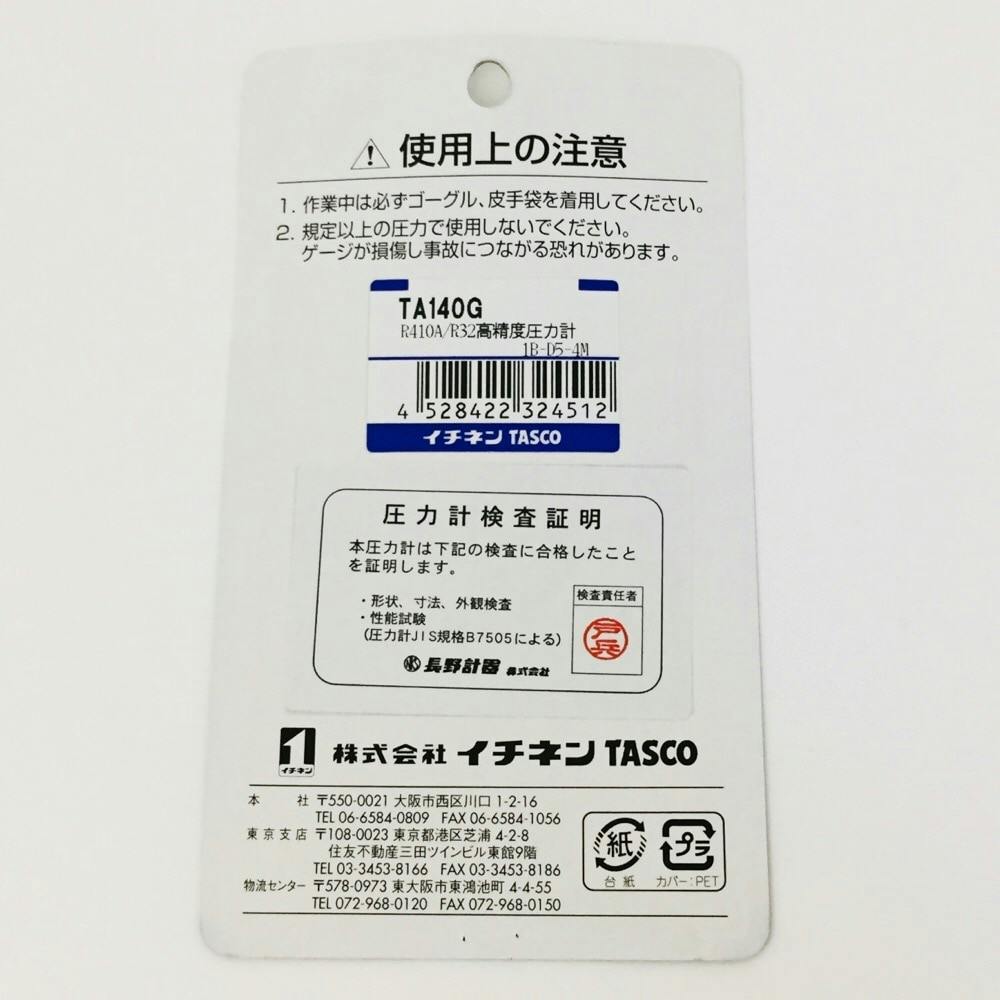 使用上の注意
1. 作業中は必ずゴーグル、皮手袋を着用してください。
2. 規定以上の圧力で使用しないでください。
ゲージが損傷し事故につながる恐れがあります。
TA140G
R410A/R32高精度圧力計
1B-D5-4M
4 528422 324512
イチネン TASCO
圧力計検査証明
本圧力計は下記の検査に合格したこと
を証明します。
・形状、寸法、外観検査
・性能試験
(圧力計JIS規格B7505による)
検査責任者
戸兵
NKS 長野計器 株式会社
1 イチネン 株式会社 イチネン TASCO
本社 〒550-0021 大阪市西区川口 1-2-16
TEL 06-6584-0809 FAX 06-6584-1056
東京支店 〒108-0023 東京都港区芝浦 4-2-8
住友不動産三田ツインビル東館9階
TEL 03-3453-8166 FAX 03-3453-8186
物流センター 〒578-0973 東大阪市東鴻池町 4-4-55
TEL 072-968-0120 FAX 072-968-0150
紙 プラ
台紙 カバー:PET